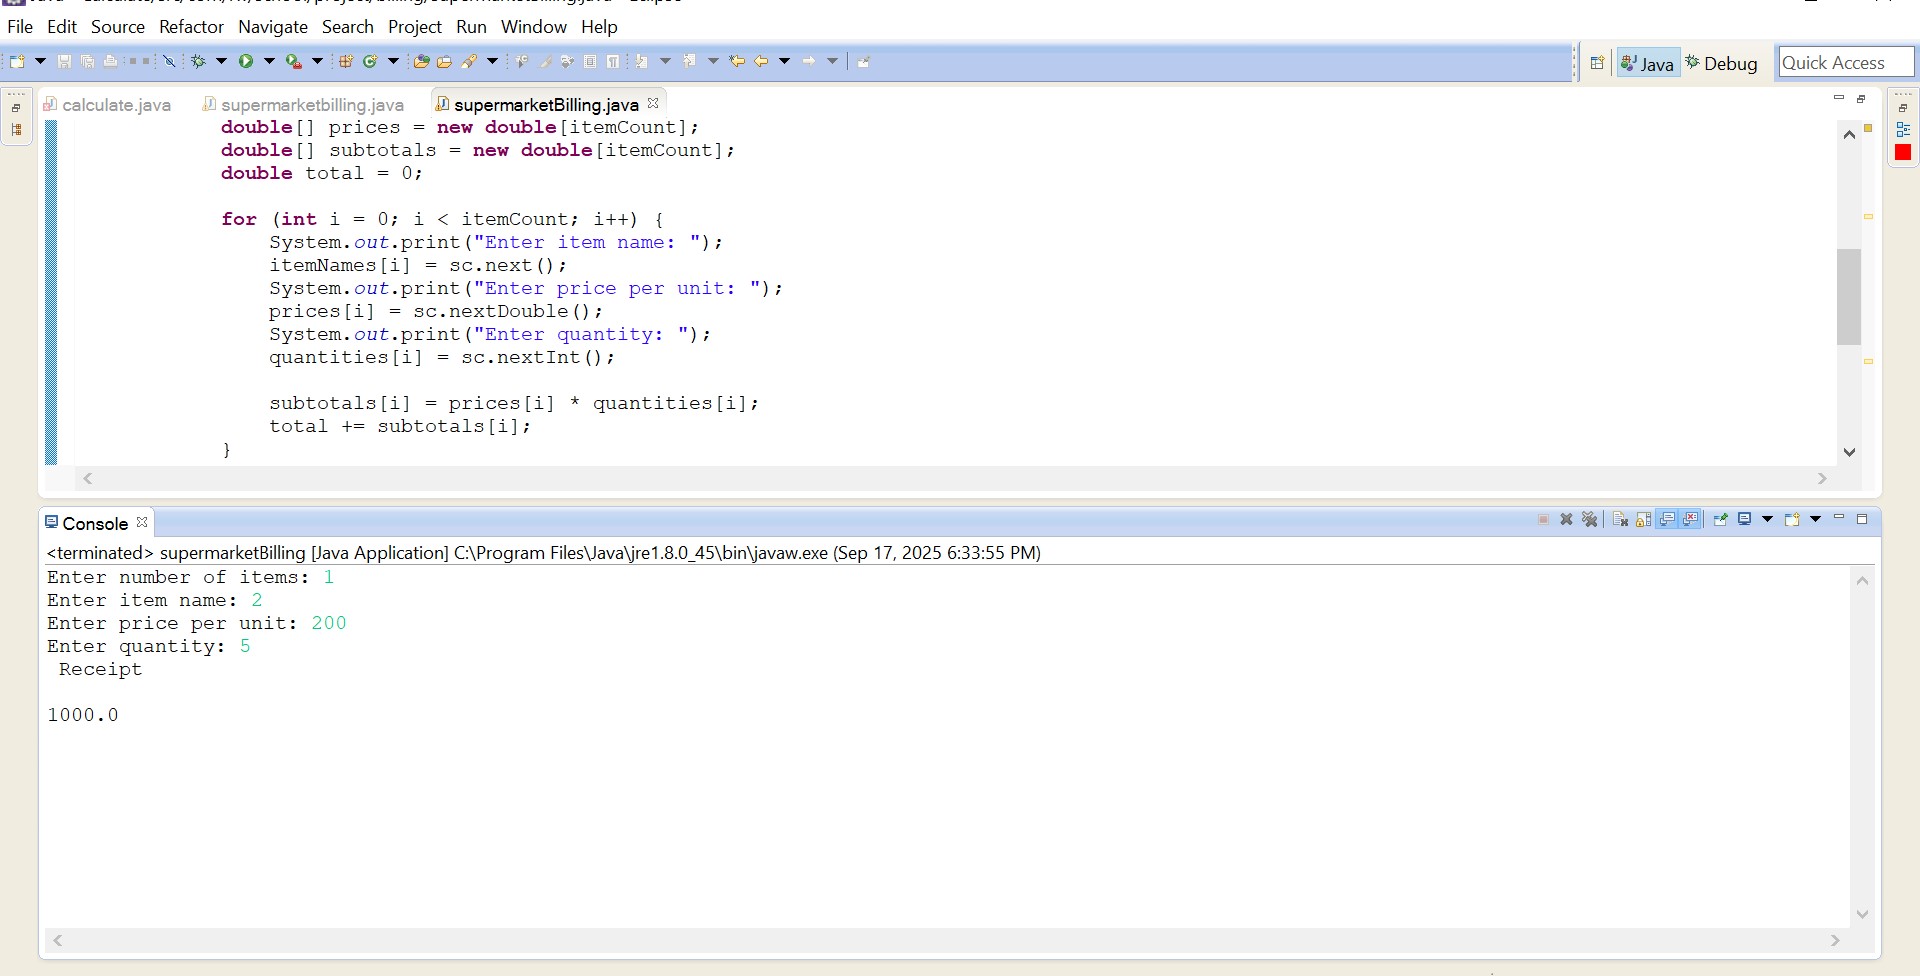 File Edit Source Refactor Navigate Search Project Run Window Help
Java Debug Quick Access
calculate.java supermarketbilling.java supermarketBilling.java
double[] prices = new double[itemCount];
double[] subtotals = new double[itemCount];
double total = 0;
for (int i = 0; i < itemCount; i++) {
System.out.print("Enter item name: ");
itemNames[i] = sc.next();
System.out.print("Enter price per unit: ");
prices[i] = sc.nextDouble();
System.out.print("Enter quantity: ");
quantities[i] = sc.nextInt();
subtotals[i] = prices[i] * quantities[i];
total += subtotals[i];
}
Console
<terminated> supermarketBilling [Java Application] C:\Program Files\Java\jre1.8.0_45\bin\javaw.exe (Sep 17, 2025 6:33:55 PM)
Enter number of items: 1
Enter item name: 2
Enter price per unit: 200
Enter quantity: 5
Receipt
1000.0